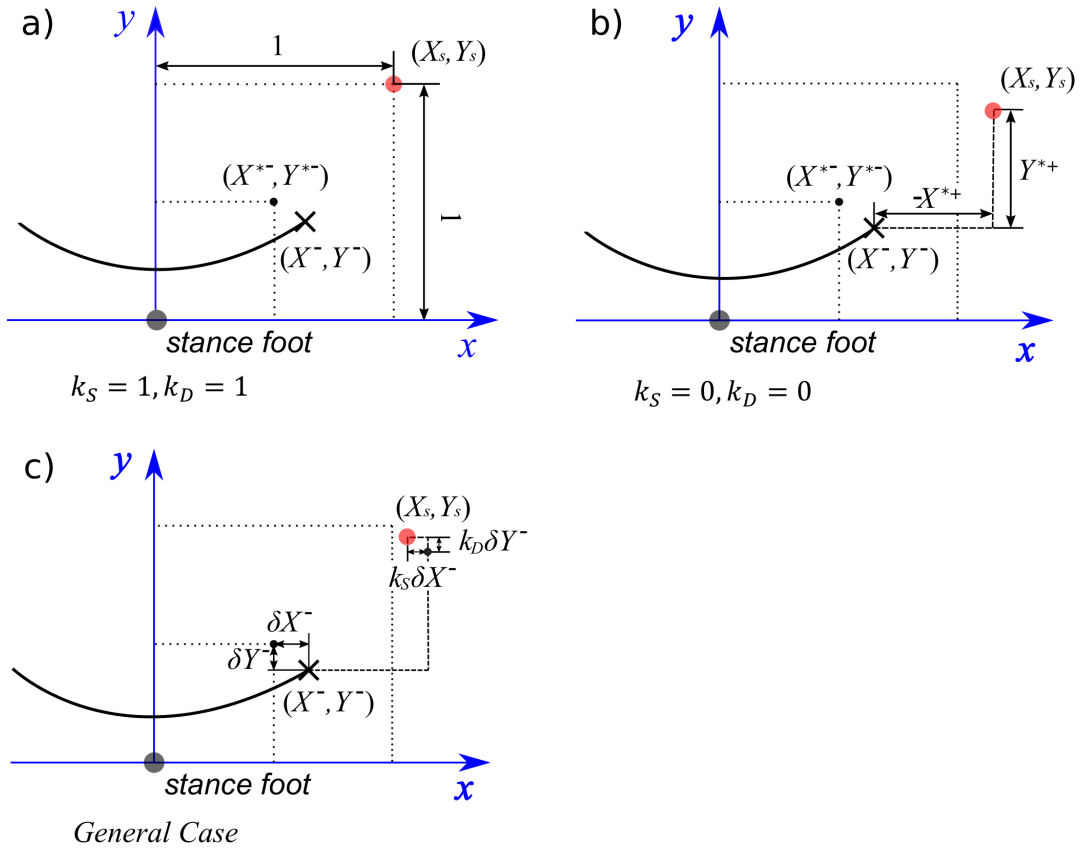 a)
y
1
(Xs, Ys)
(X*-, Y*-)
1
(X-, Y-)
stance foot
x
kS = 1, kD = 1
b)
y
(Xs, Ys)
(X*-, Y*-)
-X*+
Y*+
(X-, Y-)
stance foot
x
kS = 0, kD = 0
c)
y
(Xs, Ys)
kDδY-
kSδX-
δX-
δY-
(X-, Y-)
stance foot
x
General Case